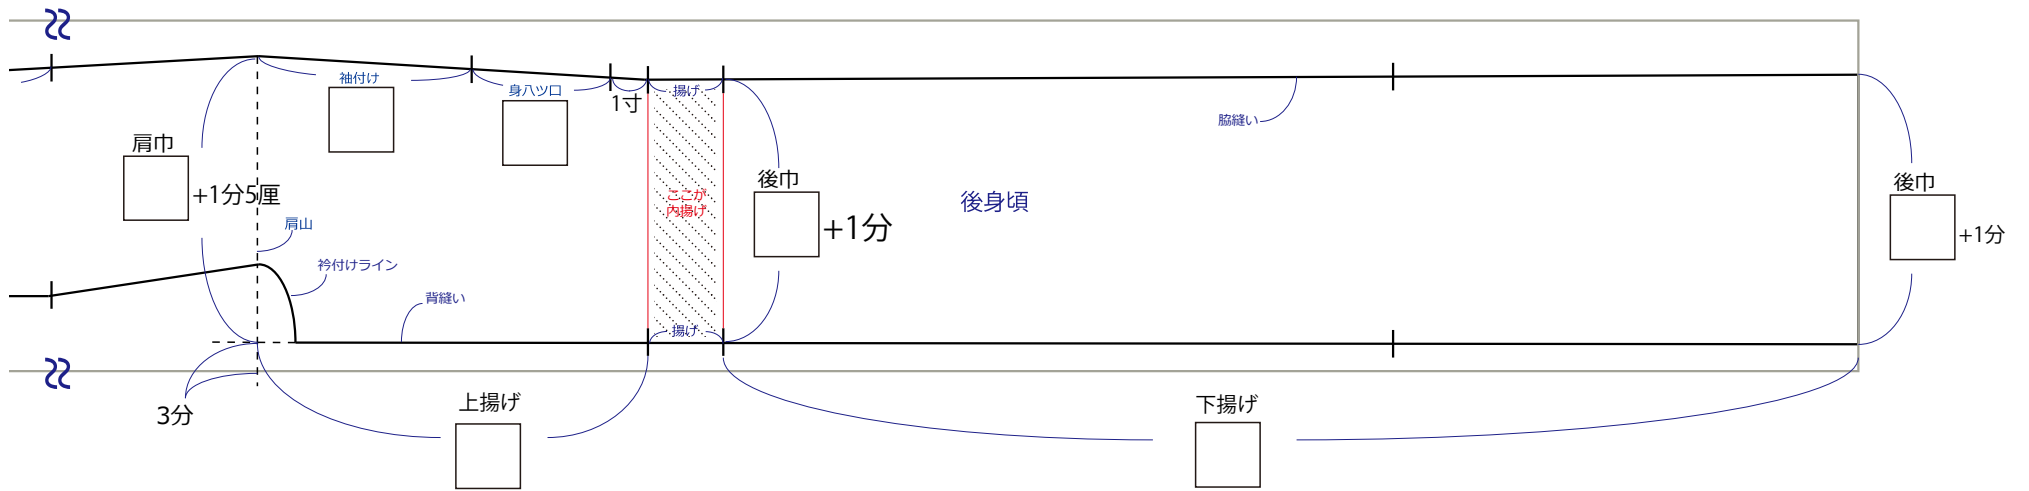 袖付け
身八ツ口
1寸
揚げ
脇縫い
肩巾
+1分5厘
後巾
+1分
後身頃
後巾
+1分
ここが
内揚げ
肩山
衿付けライン
背縫い
揚げ
3分
上揚げ
下揚げ